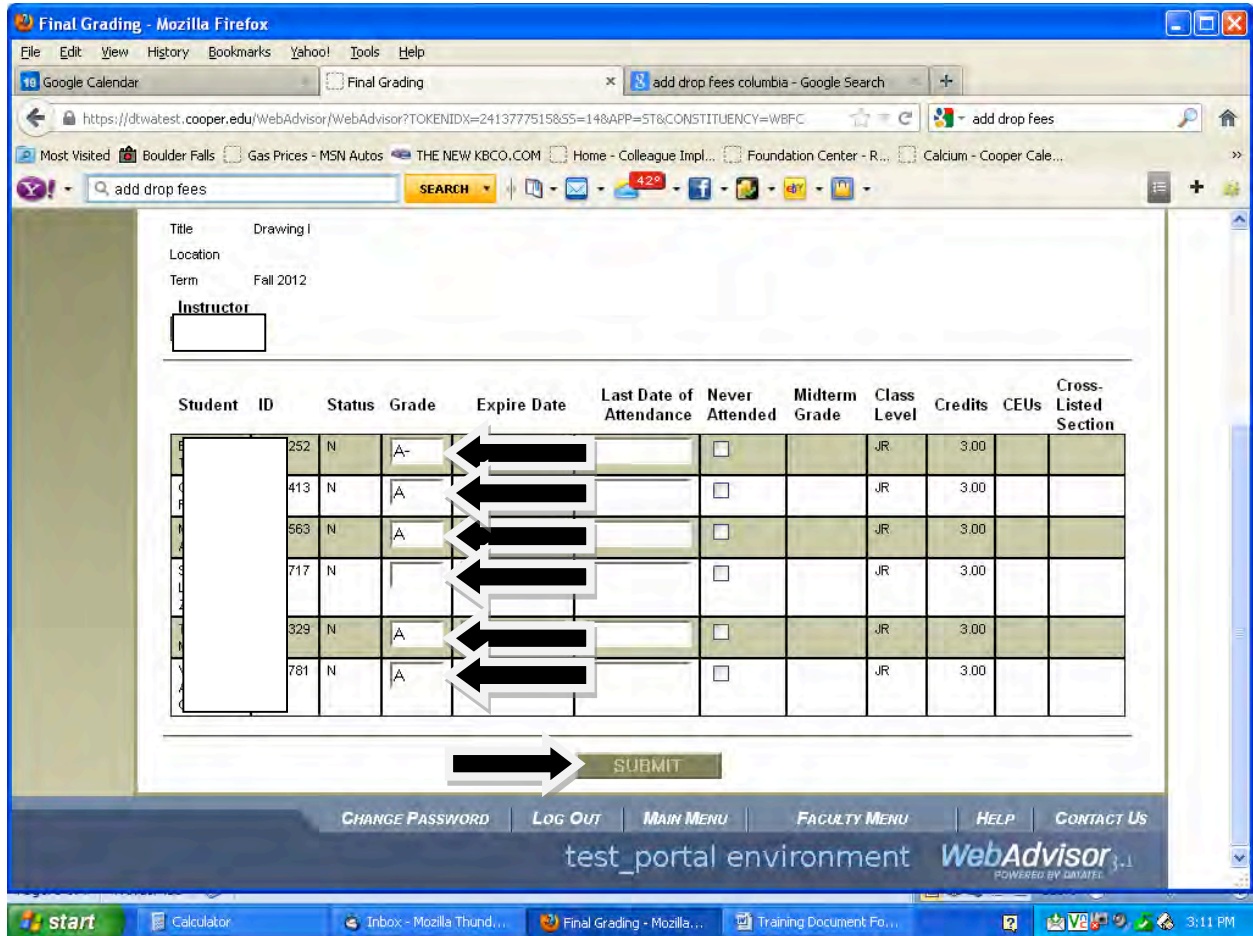 Final Grading - Mozilla Firefox
File Edit View History Bookmarks Yahoo! Tools Help
Google Calendar Final Grading × add drop fees columbia - Google Search +
https://dtwatest.cooper.edu/WebAdvisor/WebAdvisor?TOKENIDX=2413777515&SS=14&APP=ST&CONSTITUENCY=WBFC add drop fees
Most Visited Boulder Falls Gas Prices - MSN Autos THE NEW KBCO.COM Home - Colleague Impl... Foundation Center - R... Calcium - Cooper Cale... »
add drop fees SEARCH 42°
Title Drawing I
Location
Term Fall 2012
Instructor
Student ID Status Grade Expire Date Last Date of Attendance Never Attended Midterm Grade Class Level Credits CEUs Cross-Listed Section
252 N A- JR 3.00
413 N A JR 3.00
563 N A JR 3.00
717 N JR 3.00
329 N A JR 3.00
781 N A JR 3.00
SUBMIT
CHANGE PASSWORD LOG OUT MAIN MENU FACULTY MENU HELP CONTACT US
test_portal environment WebAdvisor 3.1
POWERED BY DATATEL
start Calculator Inbox - Mozilla Thund... Final Grading - Mozilla... Training Document Fo... 3:11 PM